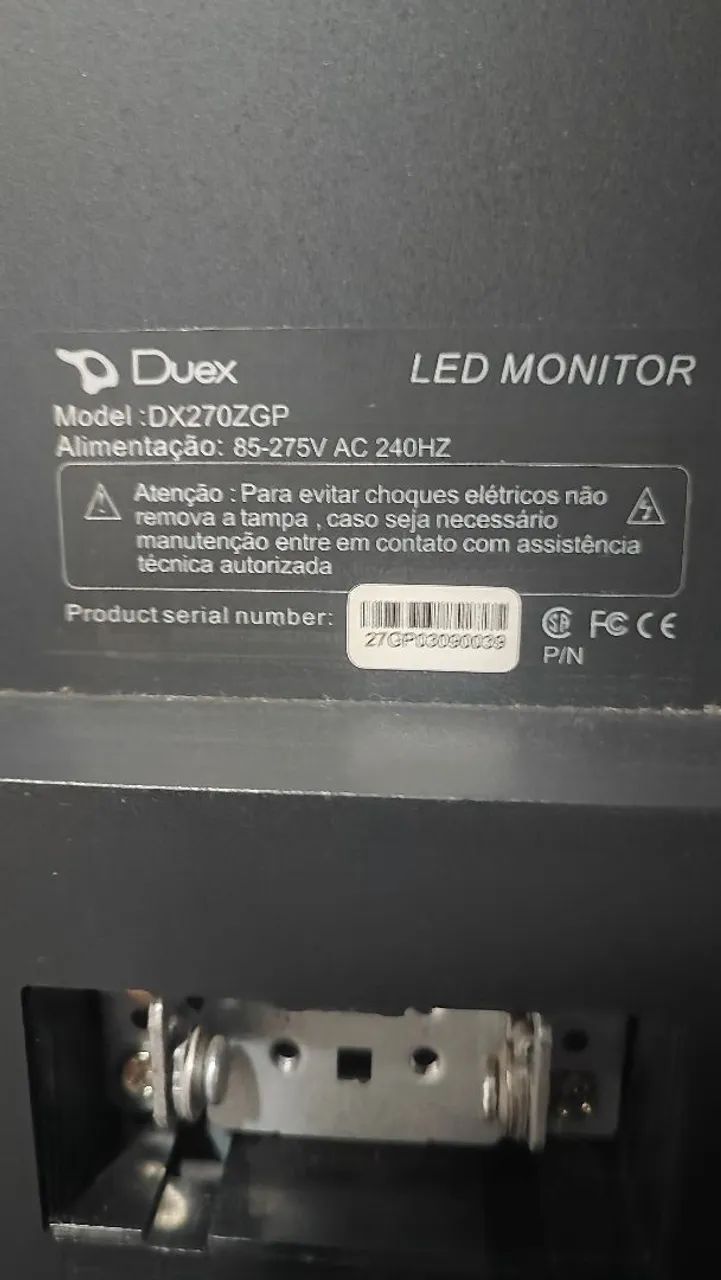 Duex
LED MONITOR
Model :DX270ZGP
Alimentação: 85-275V AC 240HZ
Atenção : Para evitar choques elétricos não
remova a tampa , caso seja necessário
manutenção entre em contato com assistência
técnica autorizada
Product serial number:
27GP03090039
SA FC CE
P/N